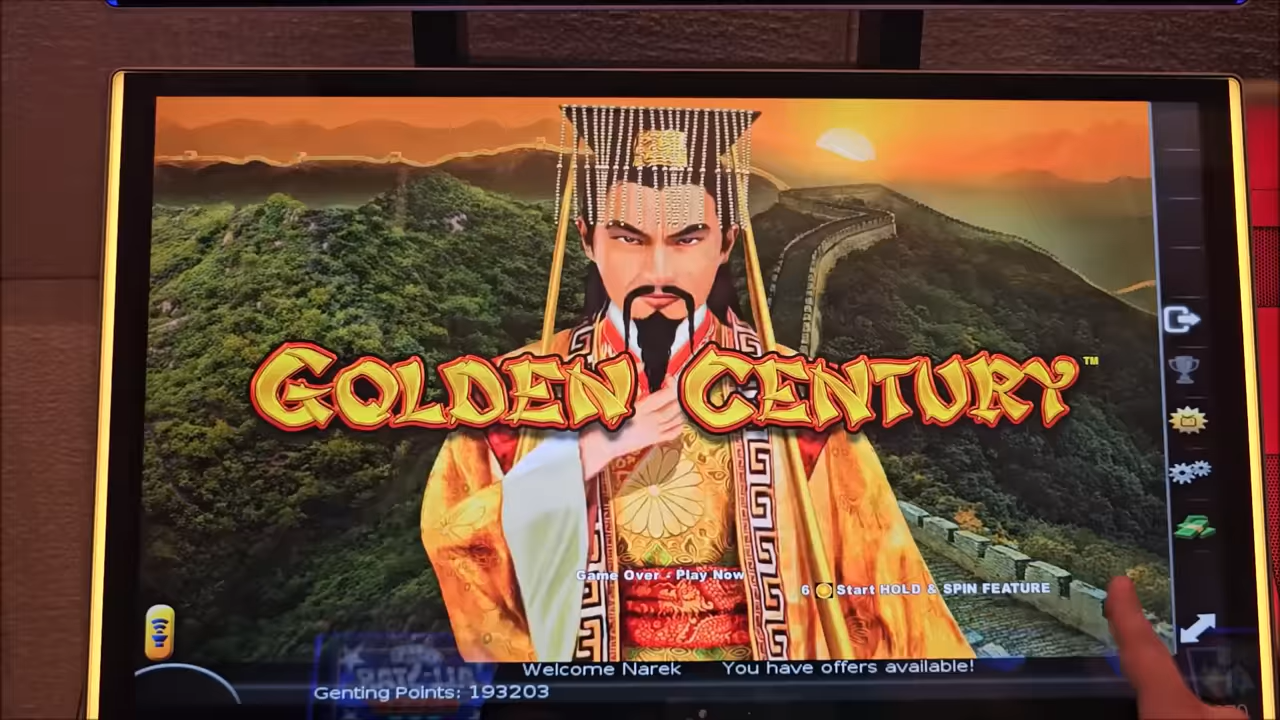 GOLDEN CENTURY™
Game Over - Play Now
6 Start HOLD & SPIN FEATURE
Welcome Narek You have offers available!
Genting Points: 193203